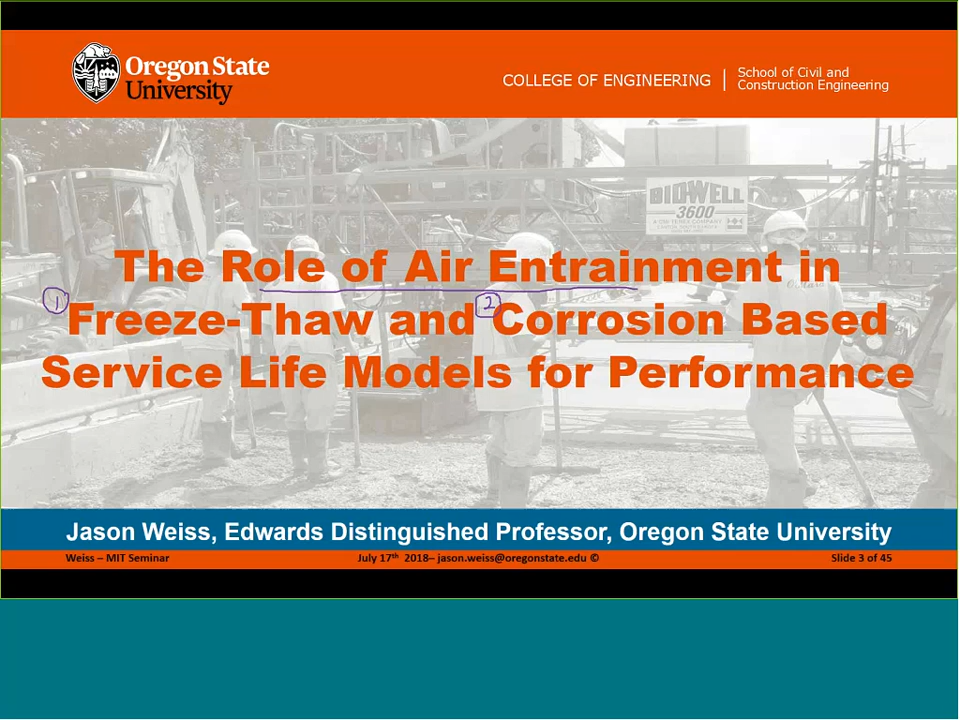 Oregon State
University
COLLEGE OF ENGINEERING
School of Civil and
Construction Engineering
BIDWELL
3600
The Role of Air Entrainment in
1
2
Freeze-Thaw and Corrosion Based
Service Life Models for Performance
Jason Weiss, Edwards Distinguished Professor, Oregon State University
Weiss – MIT Seminar
July 17th 2018– jason.weiss@oregonstate.edu ©
Slide 3 of 45